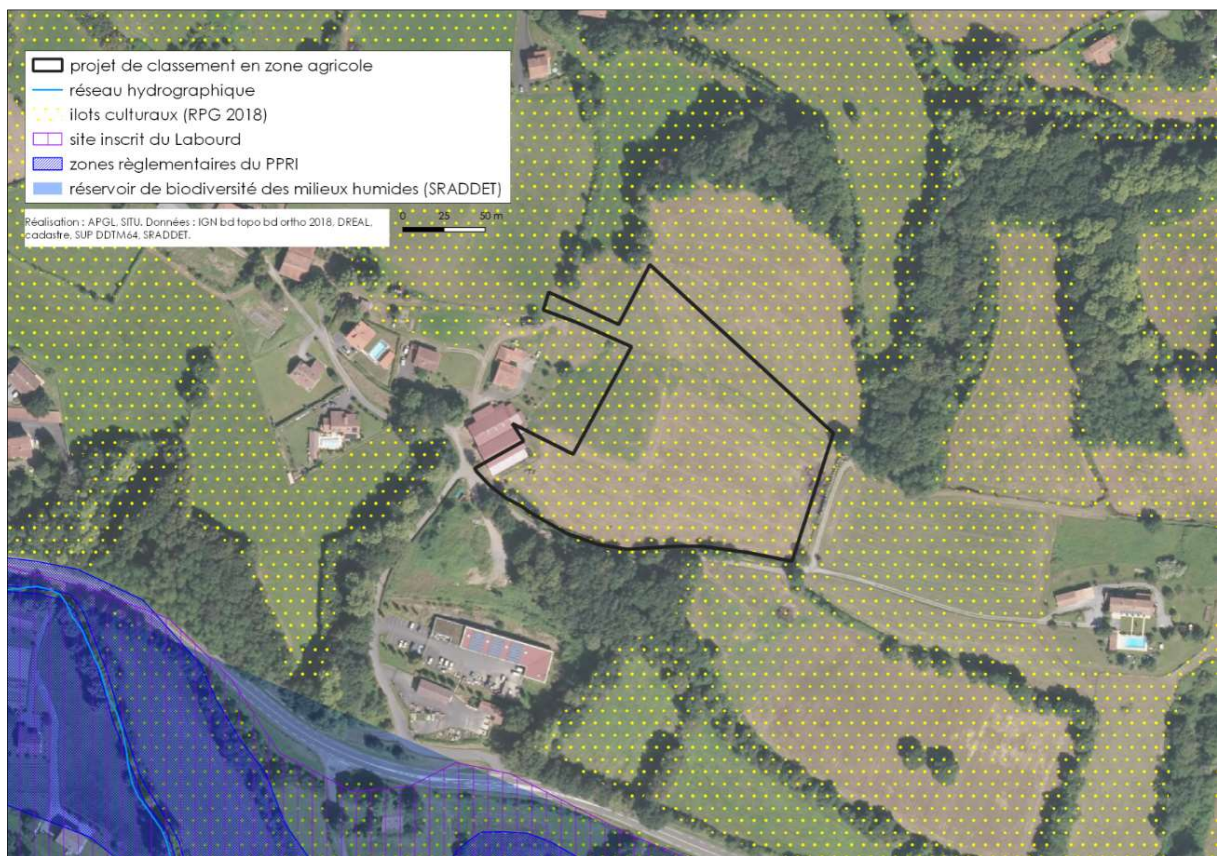 projet de classement en zone agricole
réseau hydrographique
ilots culturaux (RPG 2018)
site inscrit du Labourd
zones règlementaires du PPRI
réservoir de biodiversité des milieux humides (SRADDET)
Réalisation : APGL, SITU. Données : IGN bd topo bd ortho 2018, DREAL,
cadastre, SUP DDTM64, SRADDET.
0 25 50 m